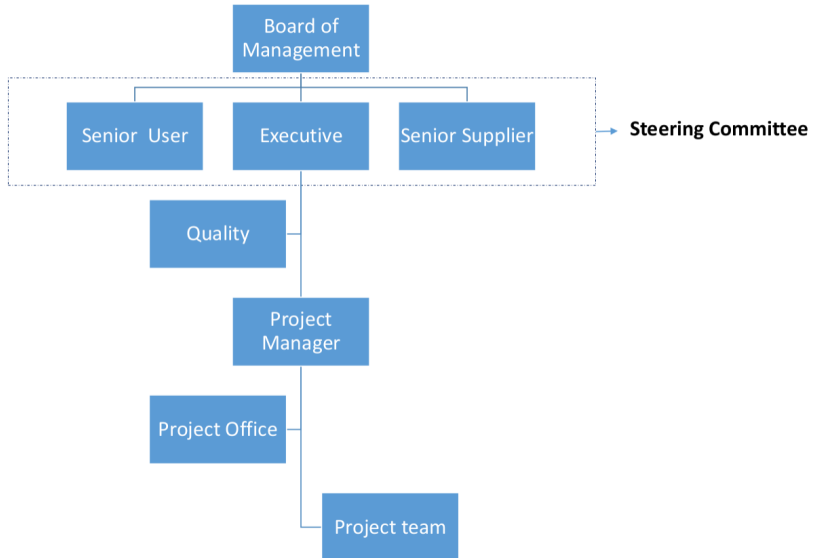 Board of
Management
Senior User
Executive
Senior Supplier
Steering Committee
Quality
Project
Manager
Project Office
Project team